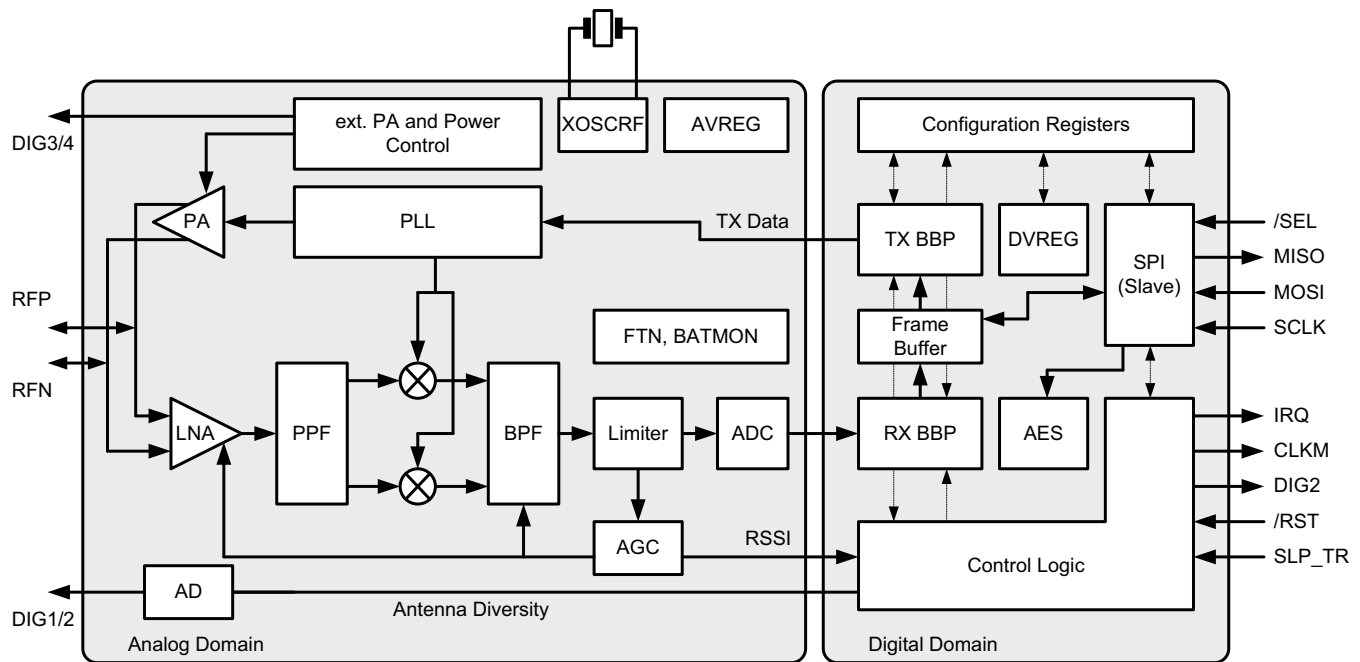 ext. PA and Power
Control
XOSCRF
AVREG
Configuration Registers
DIG3/4
PA
PLL
TX Data
TX BBP
DVREG
SPI
(Slave)
/SEL
MISO
MOSI
SCLK
RFP
RFN
FTN, BATMON
Frame
Buffer
LNA
PPF
BPF
Limiter
ADC
RX BBP
AES
IRQ
CLKM
DIG2
/RST
SLP_TR
AGC
RSSI
Control Logic
AD
Antenna Diversity
DIG1/2
Analog Domain
Digital Domain